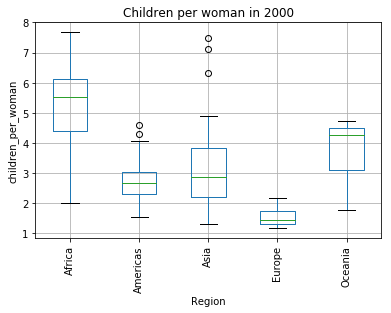 Children per woman in 2000
children_per_woman
8
7
6
5
4
3
2
1
Africa
Americas
Asia
Europe
Oceania
Region